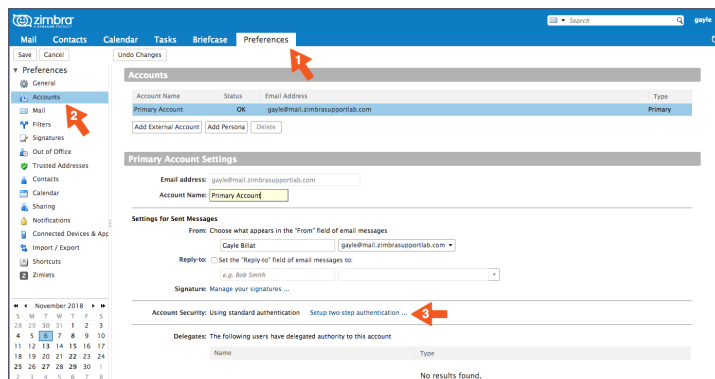 zimbra
A SYNACOR PRODUCT
Search
gayle
Mail Contacts Calendar Tasks Briefcase Preferences
Save Cancel Undo Changes
1
Preferences
General
Accounts
Mail
Filters
Signatures
Out of Office
Trusted Addresses
Contacts
Calendar
Sharing
Notifications
Connected Devices & App
Import / Export
Shortcuts
Zimlets
2
November 2018
S M T W T F S
28 29 30 31 1 2 3
4 5 6 7 8 9 10
11 12 13 14 15 16 17
18 19 20 21 22 23 24
25 26 27 28 29 30 1
2 3 4 5 6 7 8
Accounts
Account Name Status Email Address Type
Primary Account OK gayle@mail.zimbrasupportlab.com Primary
Add External Account Add Persona Delete
Primary Account Settings
Email address: gayle@mail.zimbrasupportlab.com
Account Name: Primary Account
Settings for Sent Messages
From: Choose what appears in the "From" field of email messages
Gayle Billat gayle@mail.zimbrasupportlab.com
Reply-to: Set the "Reply-to" field of email messages to:
e.g. Bob Smith
Signature: Manage your signatures ...
Account Security: Using standard authentication Setup two-step authentication ...
3
Delegates: The following users have delegated authority to this account
Name Type
No results found.